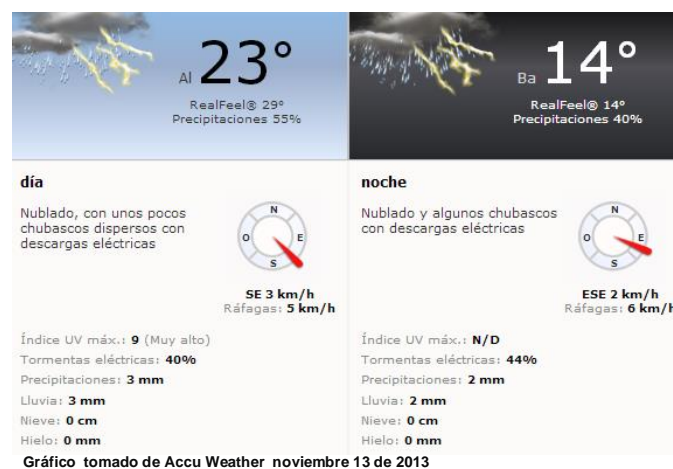 Al 23°
RealFeel® 29°
Precipitaciones 55%
día
Nublado, con unos pocos
chubascos dispersos con
descargas eléctricas
N
O E
S
SE 3 km/h
Ráfagas: 5 km/h
Índice UV máx.: 9 (Muy alto)
Tormentas eléctricas: 40%
Precipitaciones: 3 mm
Lluvia: 3 mm
Nieve: 0 cm
Hielo: 0 mm
Ba 14°
RealFeel® 14°
Precipitaciones 40%
noche
Nublado y algunos chubascos
con descargas eléctricas
N
O E
S
ESE 2 km/h
Ráfagas: 6 km/h
Índice UV máx.: N/D
Tormentas eléctricas: 44%
Precipitaciones: 2 mm
Lluvia: 2 mm
Nieve: 0 cm
Hielo: 0 mm
Gráfico tomado de Accu Weather noviembre 13 de 2013